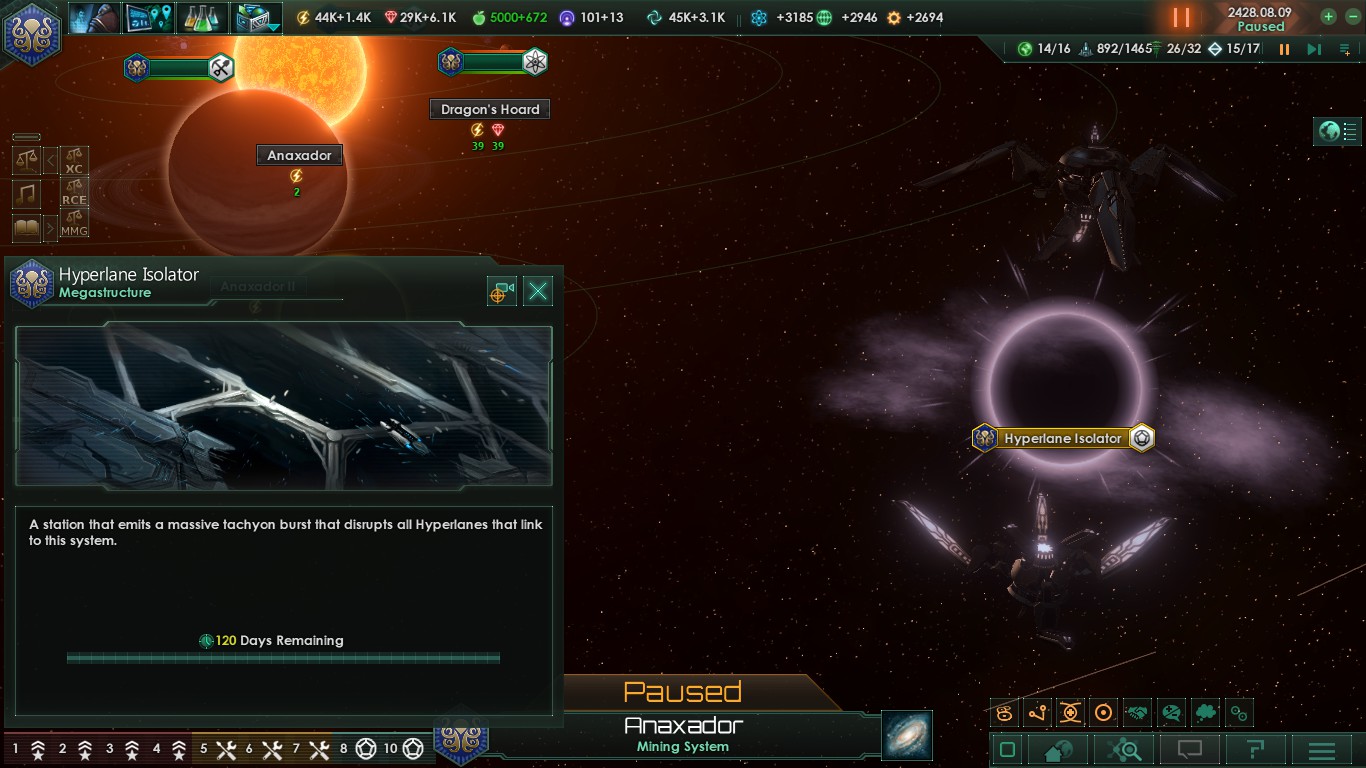 44K+1.4K 29K+6.1K 5000+672 101+13 45K+3.1K +3185 +2946 +2694
2428.08.09
Paused
14/16 892/1465 26/32 15/17
Dragon's Hoard
39 39
Anaxador
2
XC
RCE
MMG
Hyperlane Isolator
Megastructure
Anaxador II
A station that emits a massive tachyon burst that disrupts all Hyperlanes that link
to this system.
120 Days Remaining
Hyperlane Isolator
Paused
Anaxador
Mining System
1 2 3 4 5 6 7 8 10